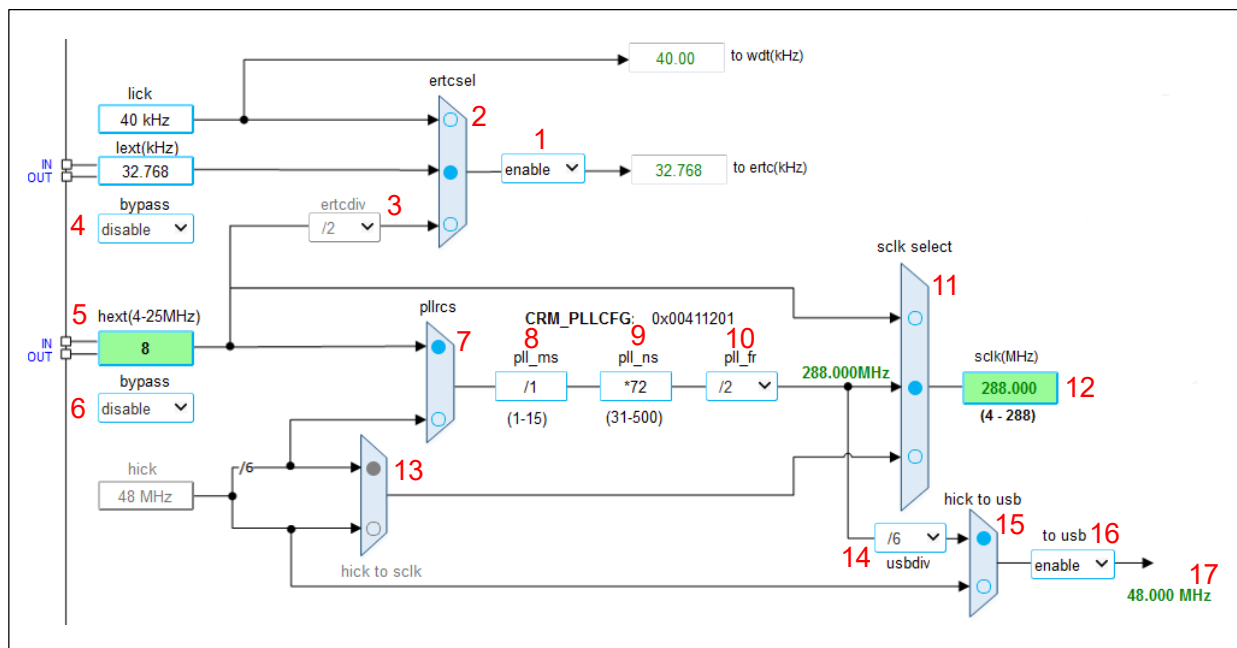 40.00 to wdt(kHz)
ertcsel
lick
40 kHz
2
1
lext(kHz)
IN
OUT
32.768
enable
32.768
to ertc(kHz)
bypass
4
disable
ertcdiv
3
/2
sclk select
11
5
hext(4-25MHz)
IN
OUT
8
pllrcs
7
CRM_PLLCFG: 0x00411201
8
9
10
pll_ms
pll_ns
pll_fr
/1
*72
/2
(1-15)
(31-500)
288.000MHz
sclk(MHz)
288.000
12
(4 - 288)
bypass
6
disable
hick
48 MHz
/6
13
hick to sclk
hick to usb
14
/6
usbdiv
15
to usb
16
enable
17
48.000 MHz